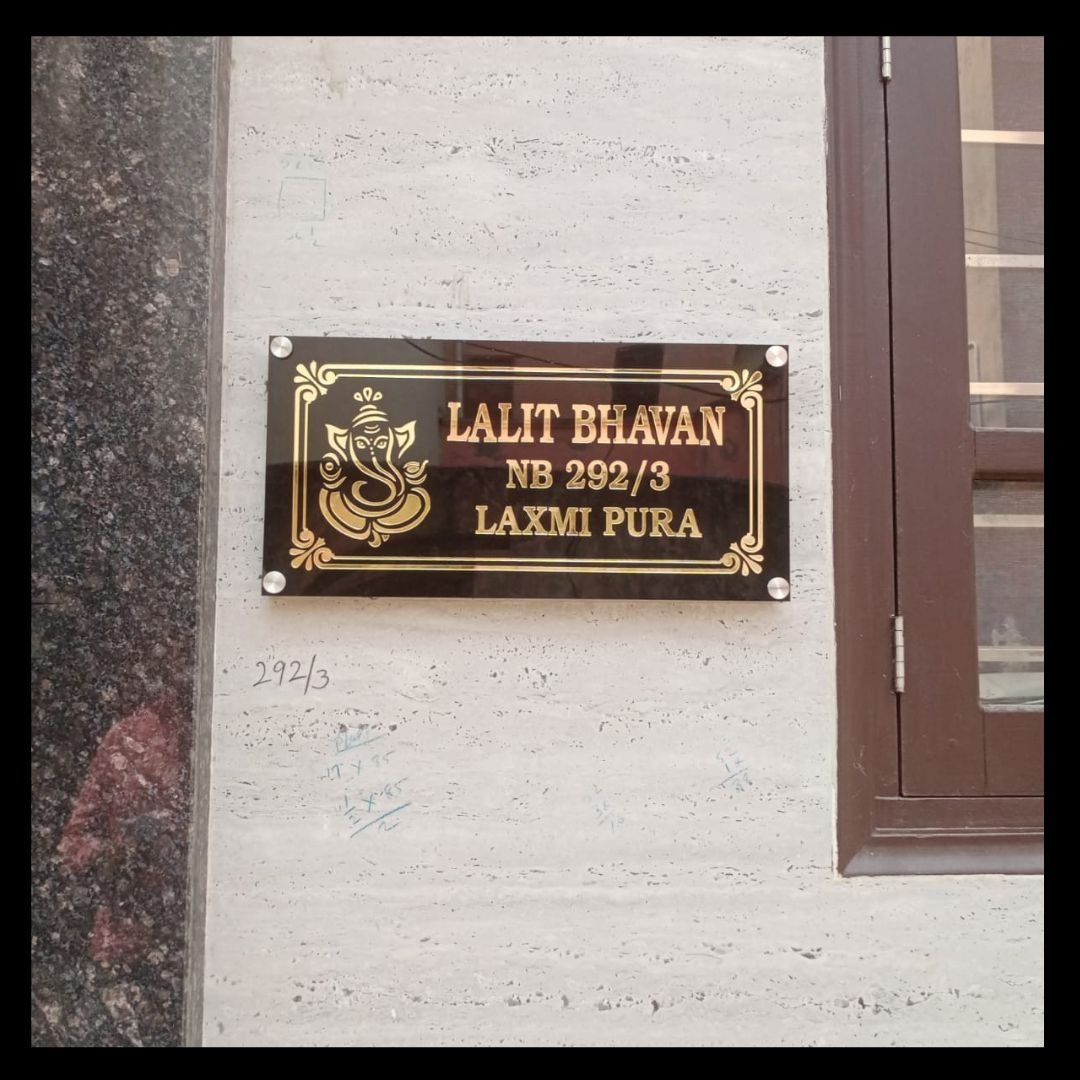 LALIT BHAVAN
NB 292/3
LAXMI PURA
292/3